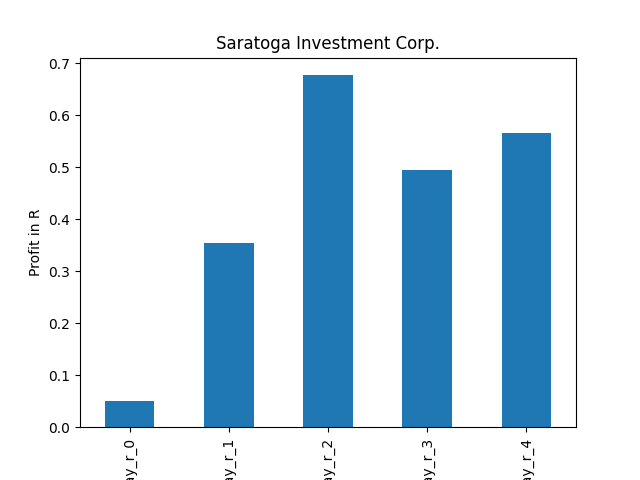 Saratoga Investment Corp.
Profit in R
0.7
0.6
0.5
0.4
0.3
0.2
0.1
0.0
ay_r_0
ay_r_1
ay_r_2
ay_r_3
ay_r_4